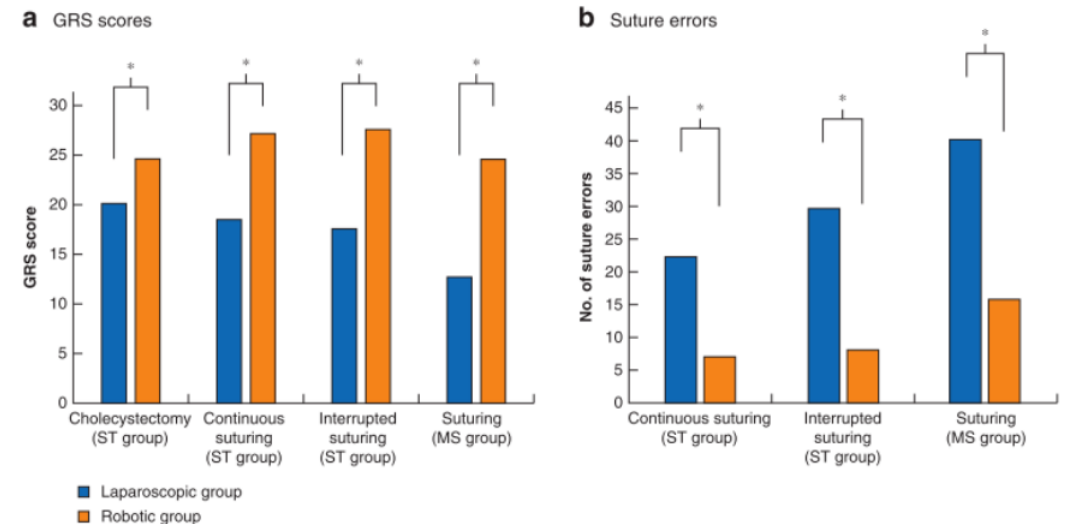 a GRS scores
*
*
*
*
30
25
20
15
10
5
0
GRS score
Cholecystectomy
(ST group)
Continuous
suturing
(ST group)
Interrupted
suturing
(ST group)
Suturing
(MS group)
Laparoscopic group
Robotic group
b Suture errors
*
*
*
45
40
35
30
25
20
15
10
5
0
No. of suture errors
Continuous suturing
(ST group)
Interrupted
suturing
(ST group)
Suturing
(MS group)